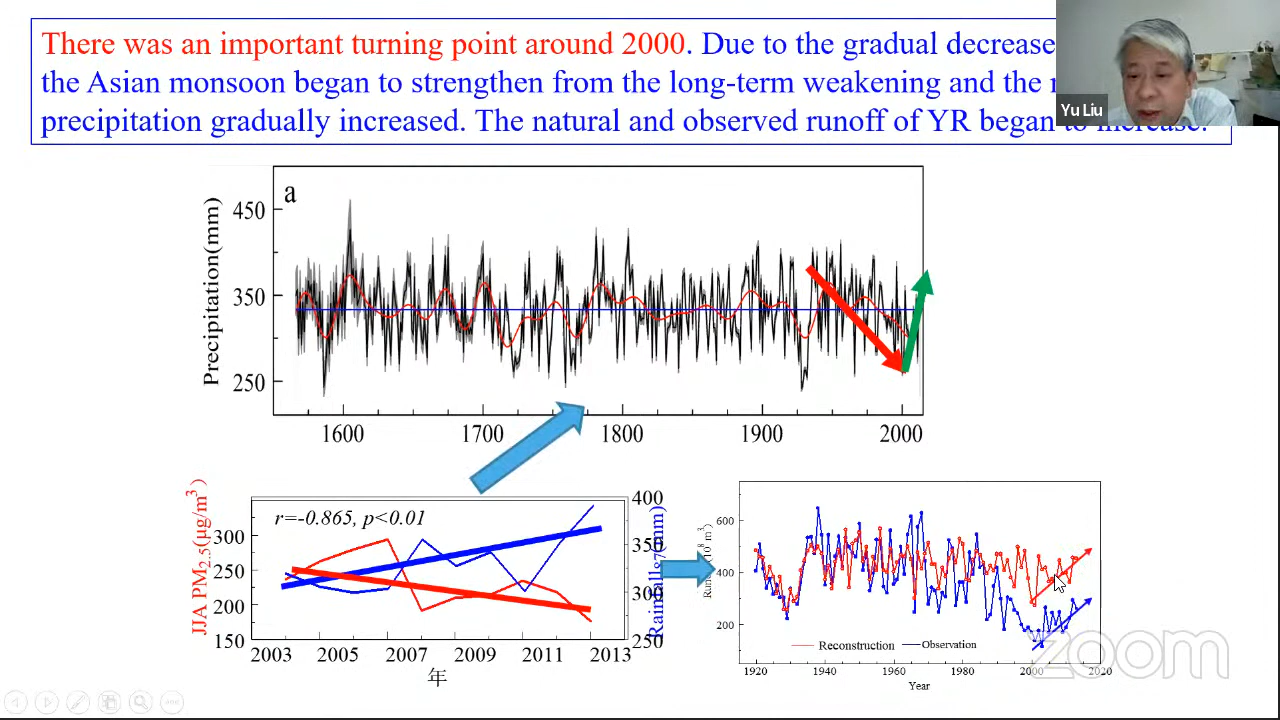 There was an important turning point around 2000. Due to the gradual decrease
the Asian monsoon began to strengthen from the long-term weakening and the
precipitation gradually increased. The natural and observed runoff of YR began to increase.
Yu Liu
a
Precipitation(mm)
450
350
250
1600 1700 1800 1900 2000
r=-0.865, p<0.01
JJA PM2.5(μg/m3)
300
250
200
150
400
350
300
250
Rainfall8-7(mm)
2003 2005 2007 2009 2011 2013
年
600
400
200
Reconstruction Observation
1920 1940 1960 1980 2000 2020
Year
zoom